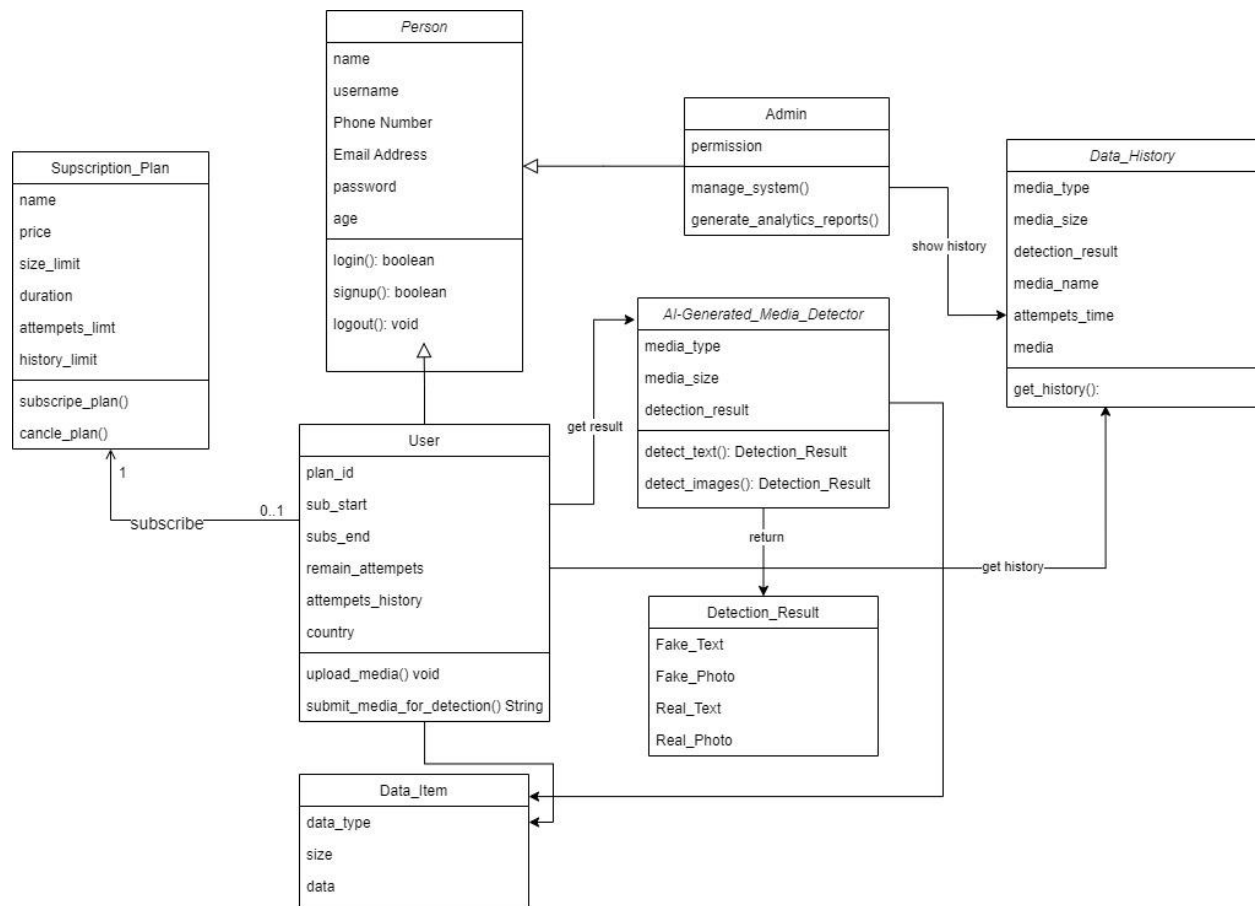 Person
name
username
Phone Number
Email Address
password
age
login(): boolean
signup(): boolean
logout(): void
Admin
permission
manage_system()
generate_analytics_reports()
Data_History
media_type
media_size
detection_result
media_name
attempets_time
media
get_history():
show history
Supscription_Plan
name
price
size_limit
duration
attempets_limt
history_limit
subscripe_plan()
cancle_plan()
1
0..1
subscribe
AI-Generated_Media_Detector
media_type
media_size
detection_result
detect_text(): Detection_Result
detect_images(): Detection_Result
get result
return
get history
User
plan_id
sub_start
subs_end
remain_attempets
attempets_history
country
upload_media() void
submit_media_for_detection() String
Detection_Result
Fake_Text
Fake_Photo
Real_Text
Real_Photo
Data_Item
data_type
size
data